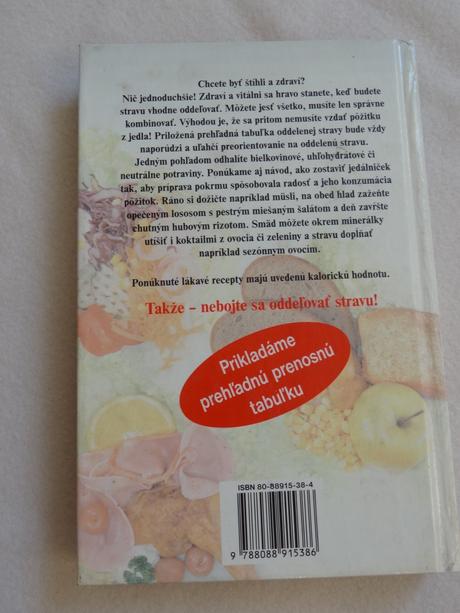 Chcete byť štíhli a zdraví?
Nič jednoduchšie! Zdraví a vitálni sa hravo stanete, keď budete
stravu vhodne oddeľovať. Môžete jesť všetko, musíte len správne
kombinovať. Výhodou je, že sa pritom nemusíte vzdať pôžitku
z jedla! Priložená prehľadná tabuľka oddelenej stravy bude vždy
naporúdzi a uľahčí preorientovanie na oddelenú stravu.
Jedným pohľadom odhalíte bielkovinové, uhľohydrátové či
neutrálne potraviny. Ponúkame aj návod, ako zostaviť jedálniček
tak, aby príprava pokrmu spôsobovala radosť a jeho konzumácia
pôžitok. Ráno si dožičte napríklad müsli, na obed hlad zažeňte
opečeným lososom s pestrým miešaným šalátom a deň zavŕšte
chutným hubovým rizotom. Smäd môžete okrem minerálky
utíšiť i koktailmi z ovocia či zeleniny a stravu doplňať
napríklad sezónnym ovocím.
Ponúknuté lákavé recepty majú uvedenú kalorickú hodnotu.
Takže – nebojte sa oddeľovať stravu!
Prikladáme
prehľadnú prenosnú
tabuľku
ISBN 80-88915-38-4
9 788088 915386